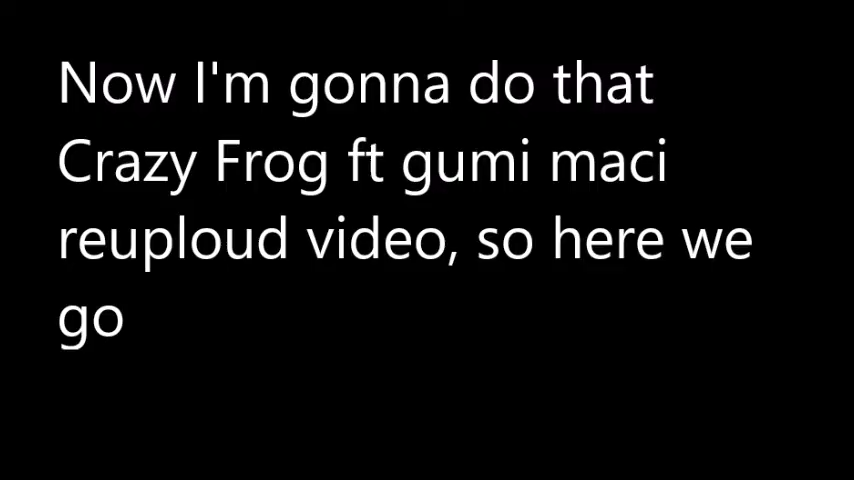 Now I'm gonna do that
Crazy Frog ft gumi maci
reuploud video, so here we
go